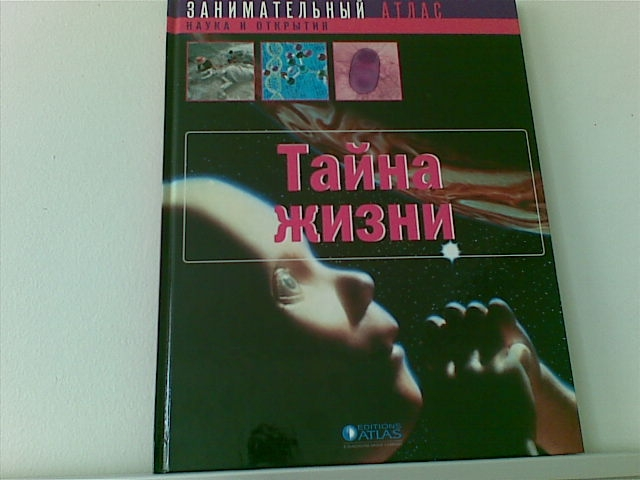 ЗАНИМАТЕЛЬНЫЙ АТЛАС
НАУКА И ОТКРЫТИЯ
Тайна
жизни
EDITIONS
ATLAS